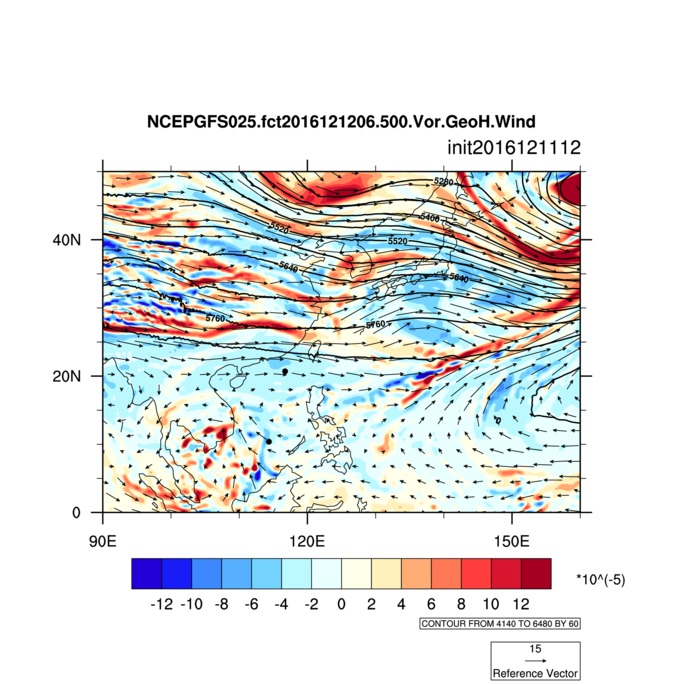 NCEPGFS025.fct2016121206.500.Vor.GeoH.Wind
init2016121112
5280
5400
5520
5520
40N
5640
5640
5760
5760
20N
0
90E 120E 150E
-12 -10 -8 -6 -4 -2 0 2 4 6 8 10 12
*10^(-5)
CONTOUR FROM 4140 TO 6480 BY 60
15
Reference Vector